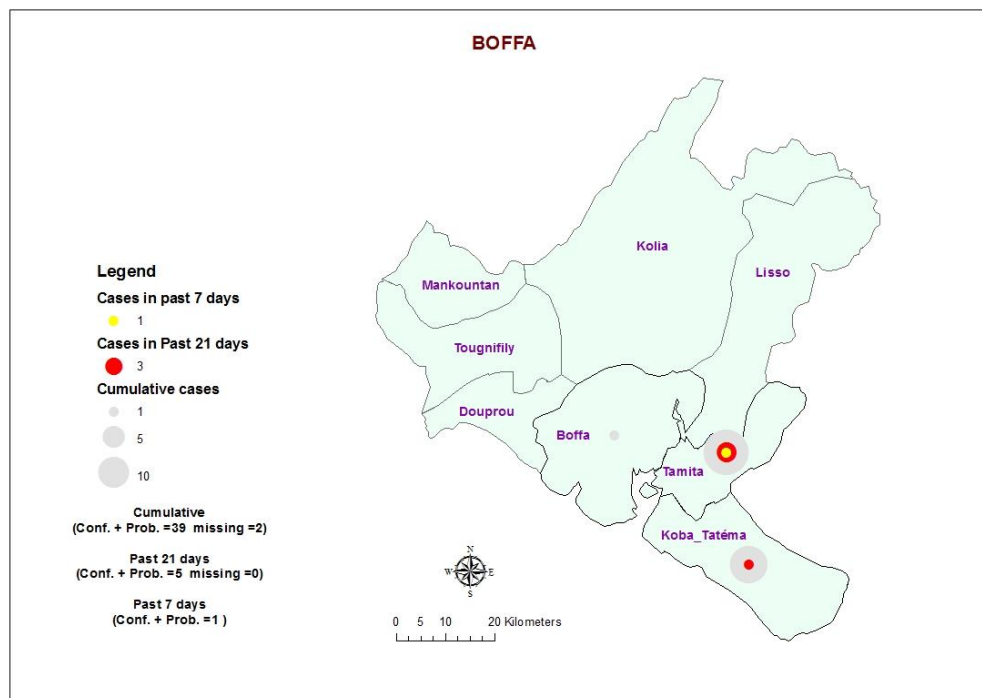 BOFFA
Kolia
Lisso
Mankountan
Tougnifily
Douprou
Boffa
Tamita
Koba_Tatéma
Legend
Cases in past 7 days
1
Cases in Past 21 days
3
Cumulative cases
1
5
10
Cumulative
(Conf. + Prob. =39 missing =2)
Past 21 days
(Conf. + Prob. =5 missing =0)
Past 7 days
(Conf. + Prob. =1 )
N
W E
S
0 5 10 20 Kilometers